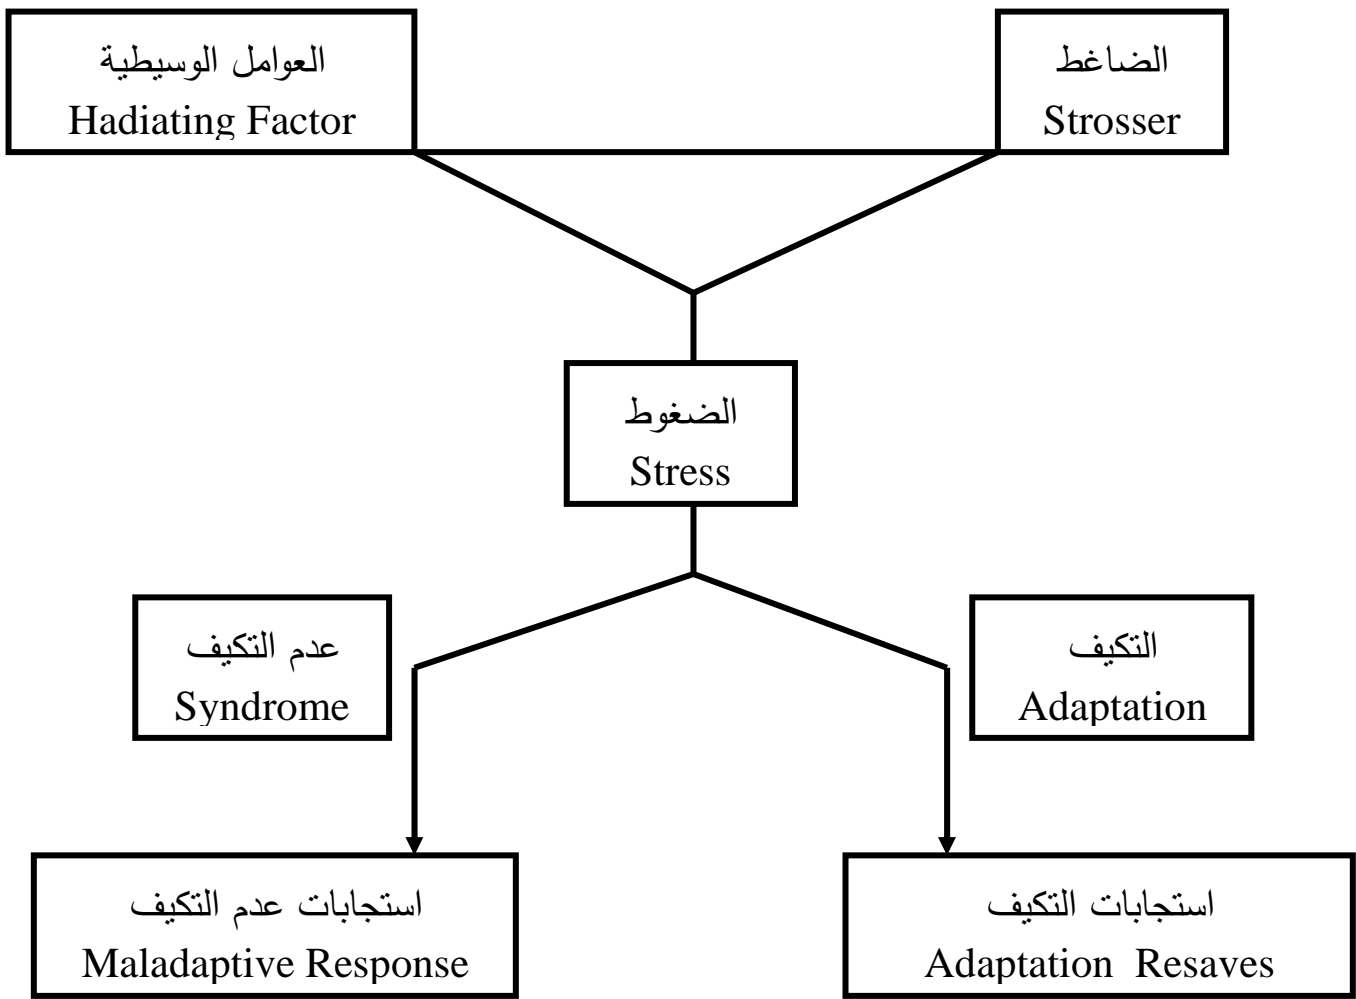 العوامل الوسيطية
Hadiating Factor
الضاغط
Strosser
الضغوط
Stress
عدم التكيف
Syndrome
التكيف
Adaptation
استجابات عدم التكيف
Maladaptive Response
استجابات التكيف
Adaptation Resaves